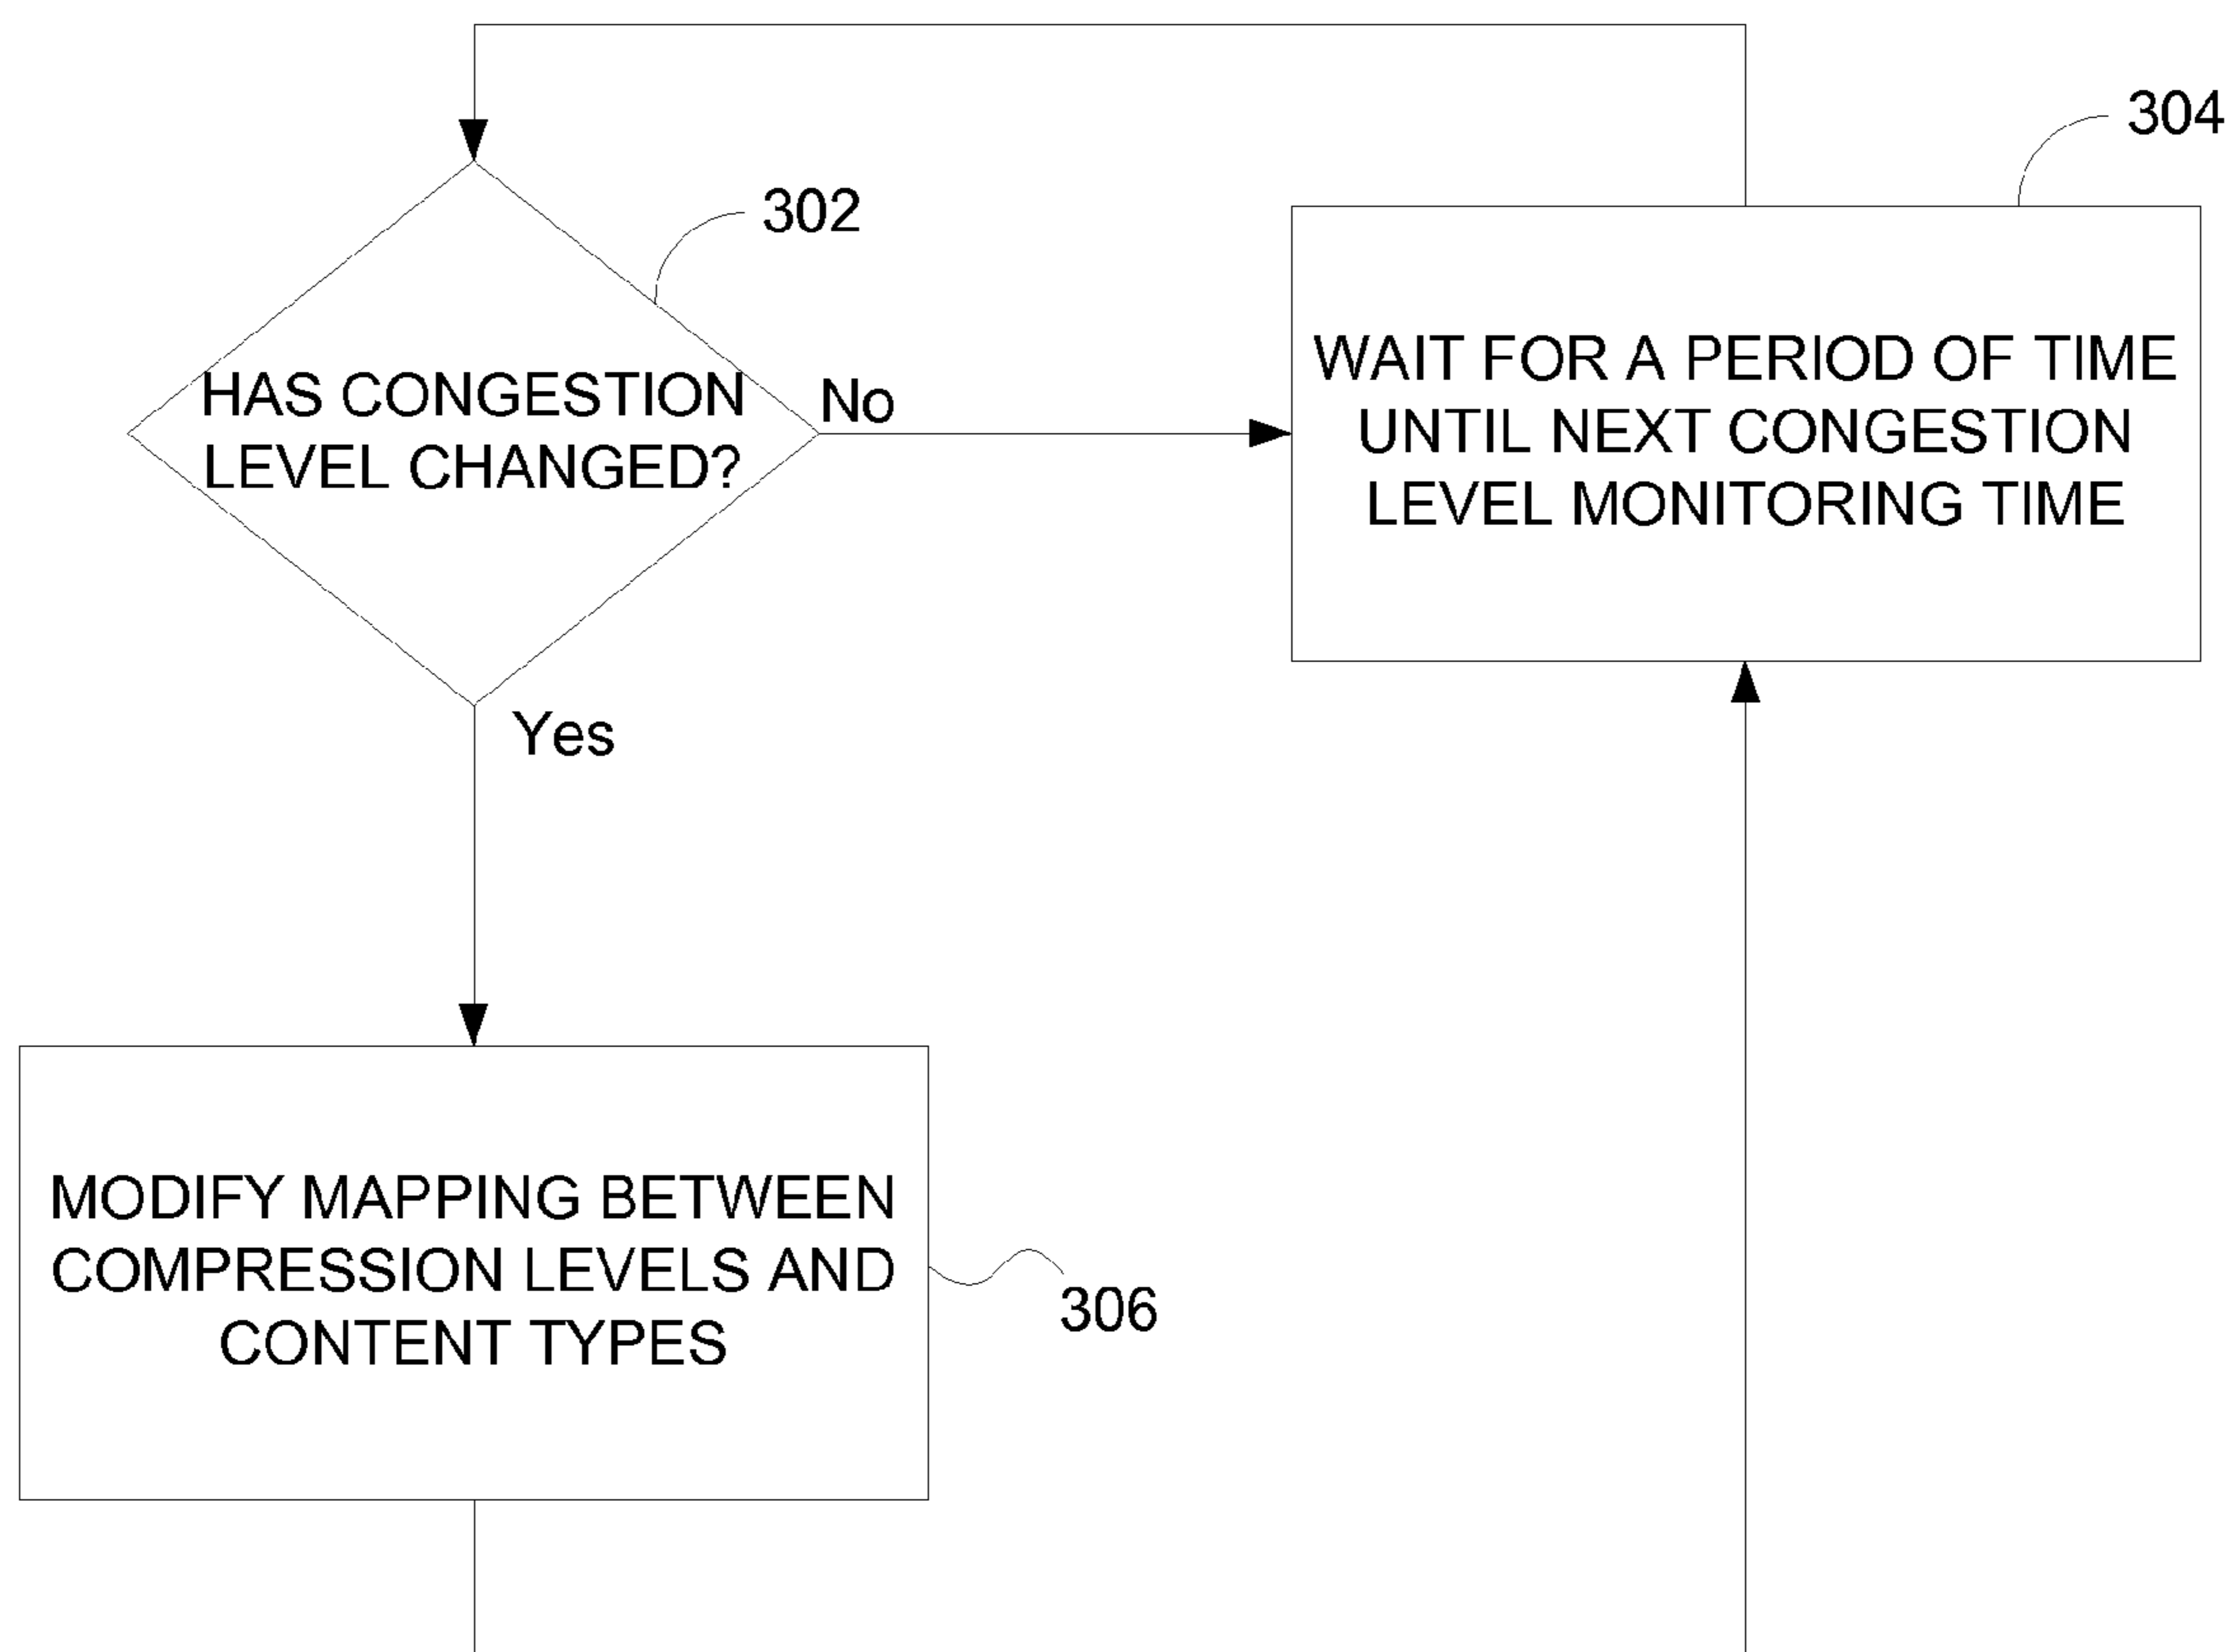 304
302
HAS CONGESTION
LEVEL CHANGED?
No
WAIT FOR A PERIOD OF TIME
UNTIL NEXT CONGESTION
LEVEL MONITORING TIME
Yes
MODIFY MAPPING BETWEEN
COMPRESSION LEVELS AND
CONTENT TYPES
306